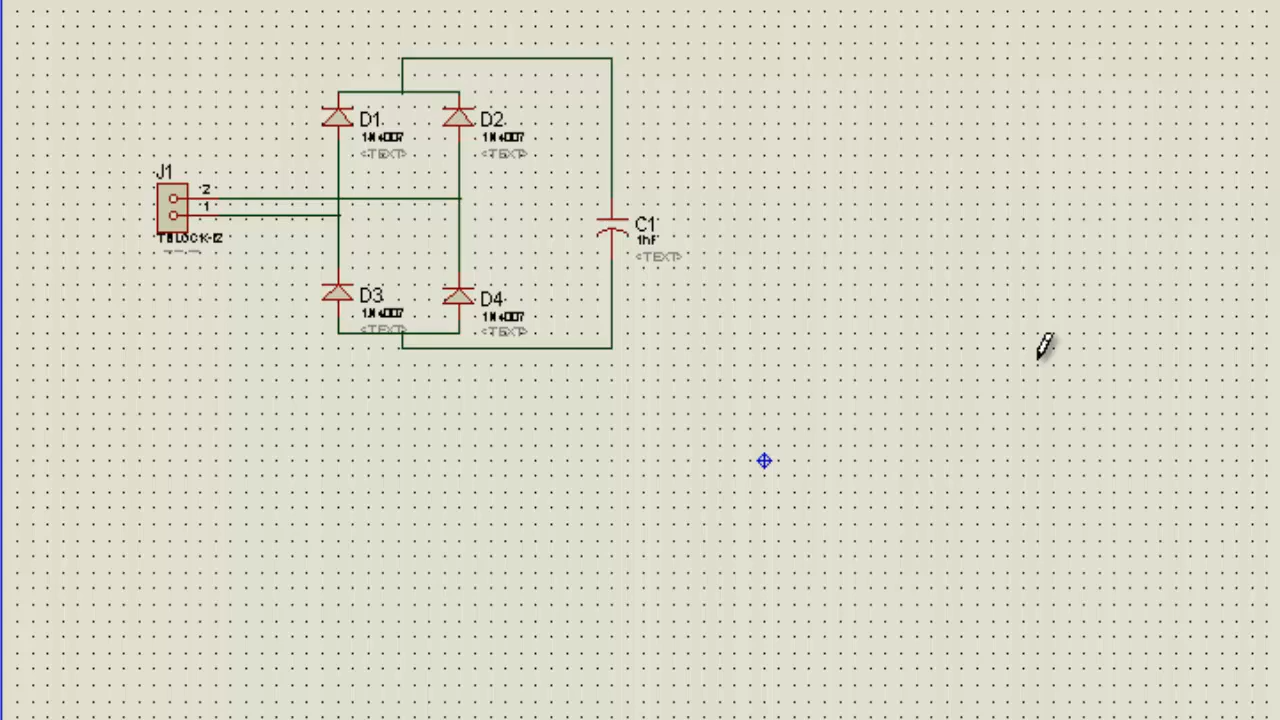 D1
1N4007
<TEXT>
D2
1N4007
<TEXT>
J1
2
1
TBLOCK-I2
C1
1nF
<TEXT>
D3
1N4007
<TEXT>
D4
1N4007
<TEXT>